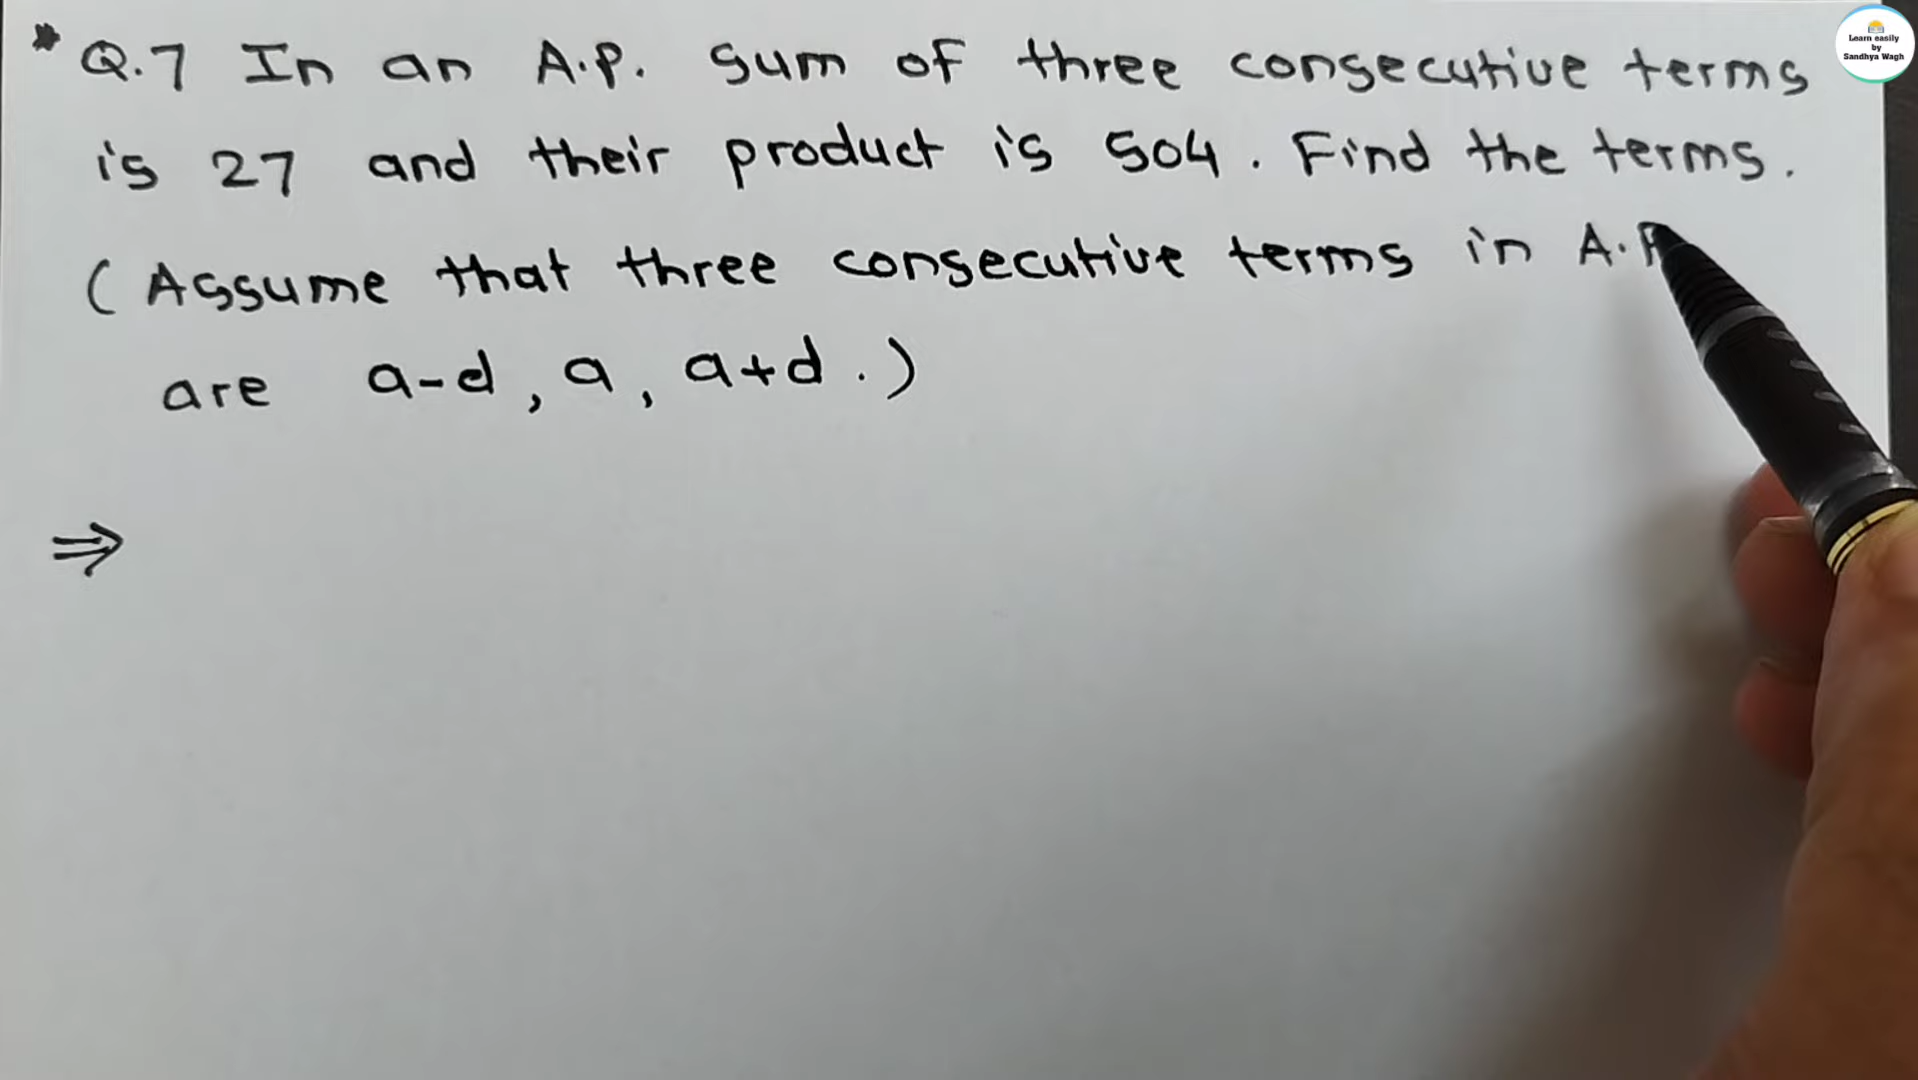 * Q.7 In an A.P. sum of three consecutive terms
is 27 and their product is 504. Find the terms.
(Assume that three consecutive terms in
are a-d, a, a+d.)
⇒
Learn easily
by
Sandhya Wagh